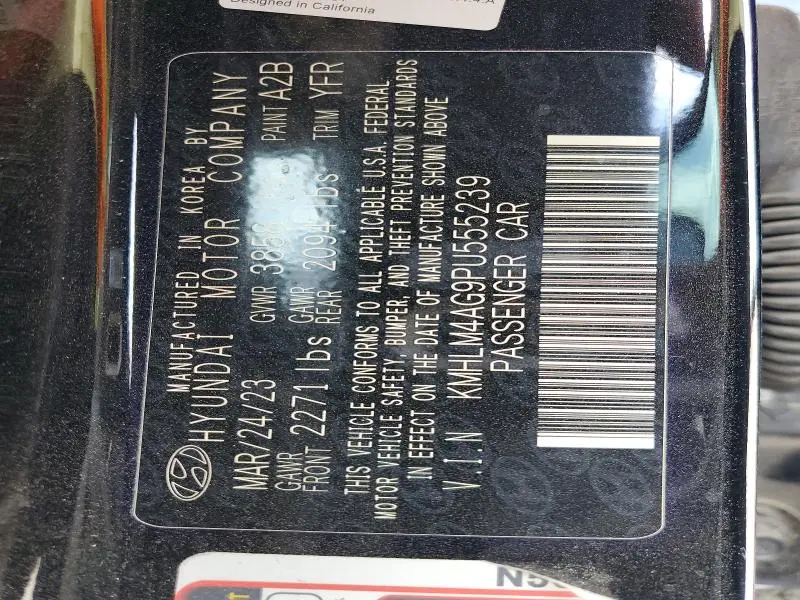 Designed in California
MANUFACTURED IN KOREA BY
HYUNDAI MOTOR COMPANY
MAR/24/23 GVWR 3858 PAINT A2B
GAWR FRONT 2271 lbs GAWR REAR 2094 lbs TRIM YFR
THIS VEHICLE CONFORMS TO ALL APPLICABLE U.S.A. FEDERAL
MOTOR VEHICLE SAFETY, BUMPER, AND THEFT PREVENTION STANDARDS
IN EFFECT ON THE DATE OF MANUFACTURE SHOWN ABOVE
V.I.N KMHLM4AG9PU555239
PASSENGER CAR